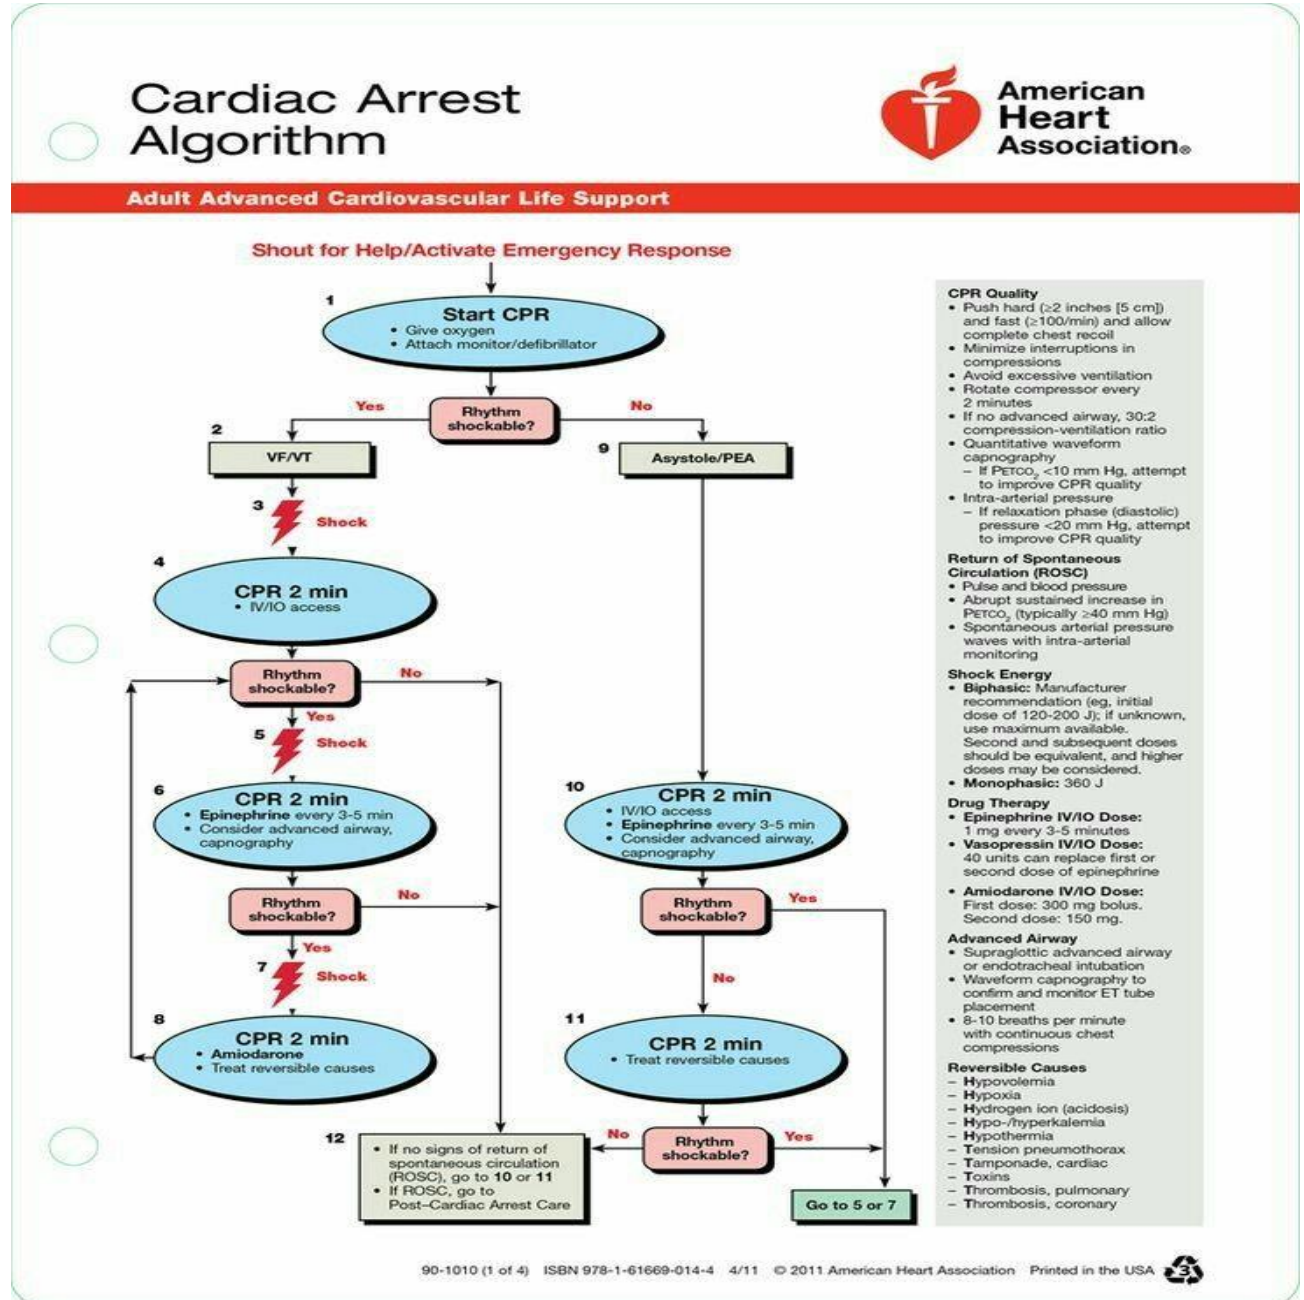 Cardiac Arrest
Algorithm
American
Heart
Association®
Adult Advanced Cardiovascular Life Support
Shout for Help/Activate Emergency Response
1
Start CPR
• Give oxygen
• Attach monitor/defibrillator
Yes
Rhythm
shockable?
No
2
VF/VT
9
Asystole/PEA
3
Shock
4
CPR 2 min
• IV/IO access
Rhythm
shockable?
No
Yes
5
Shock
6
CPR 2 min
• Epinephrine every 3-5 min
• Consider advanced airway,
capnography
Rhythm
shockable?
No
Yes
7
Shock
8
CPR 2 min
• Amiodarone
• Treat reversible causes
10
CPR 2 min
• IV/IO access
• Epinephrine every 3-5 min
• Consider advanced airway,
capnography
Rhythm
shockable?
Yes
No
11
CPR 2 min
• Treat reversible causes
No
Rhythm
shockable?
Yes
12
• If no signs of return of
spontaneous circulation
(ROSC), go to 10 or 11
• If ROSC, go to
Post–Cardiac Arrest Care
Go to 5 or 7
CPR Quality
• Push hard (≥2 inches [5 cm])
and fast (≥100/min) and allow
complete chest recoil
• Minimize interruptions in
compressions
• Avoid excessive ventilation
• Rotate compressor every
2 minutes
• If no advanced airway, 30:2
compression-ventilation ratio
• Quantitative waveform
capnography
– If PETCO₂ <10 mm Hg, attempt
to improve CPR quality
• Intra-arterial pressure
– If relaxation phase (diastolic)
pressure <20 mm Hg, attempt
to improve CPR quality
Return of Spontaneous
Circulation (ROSC)
• Pulse and blood pressure
• Abrupt sustained increase in
PETCO₂ (typically ≥40 mm Hg)
• Spontaneous arterial pressure
waves with intra-arterial
monitoring
Shock Energy
• Biphasic: Manufacturer
recommendation (eg, initial
dose of 120-200 J); if unknown,
use maximum available.
Second and subsequent doses
should be equivalent, and higher
doses may be considered.
• Monophasic: 360 J
Drug Therapy
• Epinephrine IV/IO Dose:
1 mg every 3-5 minutes
• Vasopressin IV/IO Dose:
40 units can replace first or
second dose of epinephrine
• Amiodarone IV/IO Dose:
First dose: 300 mg bolus.
Second dose: 150 mg.
Advanced Airway
• Supraglottic advanced airway
or endotracheal intubation
• Waveform capnography to
confirm and monitor ET tube
placement
• 8-10 breaths per minute
with continuous chest
compressions
Reversible Causes
– Hypovolemia
– Hypoxia
– Hydrogen ion (acidosis)
– Hypo-/hyperkalemia
– Hypothermia
– Tension pneumothorax
– Tamponade, cardiac
– Toxins
– Thrombosis, pulmonary
– Thrombosis, coronary
90-1010 (1 of 4) ISBN 978-1-61669-014-4 4/11 © 2011 American Heart Association Printed in the USA
3